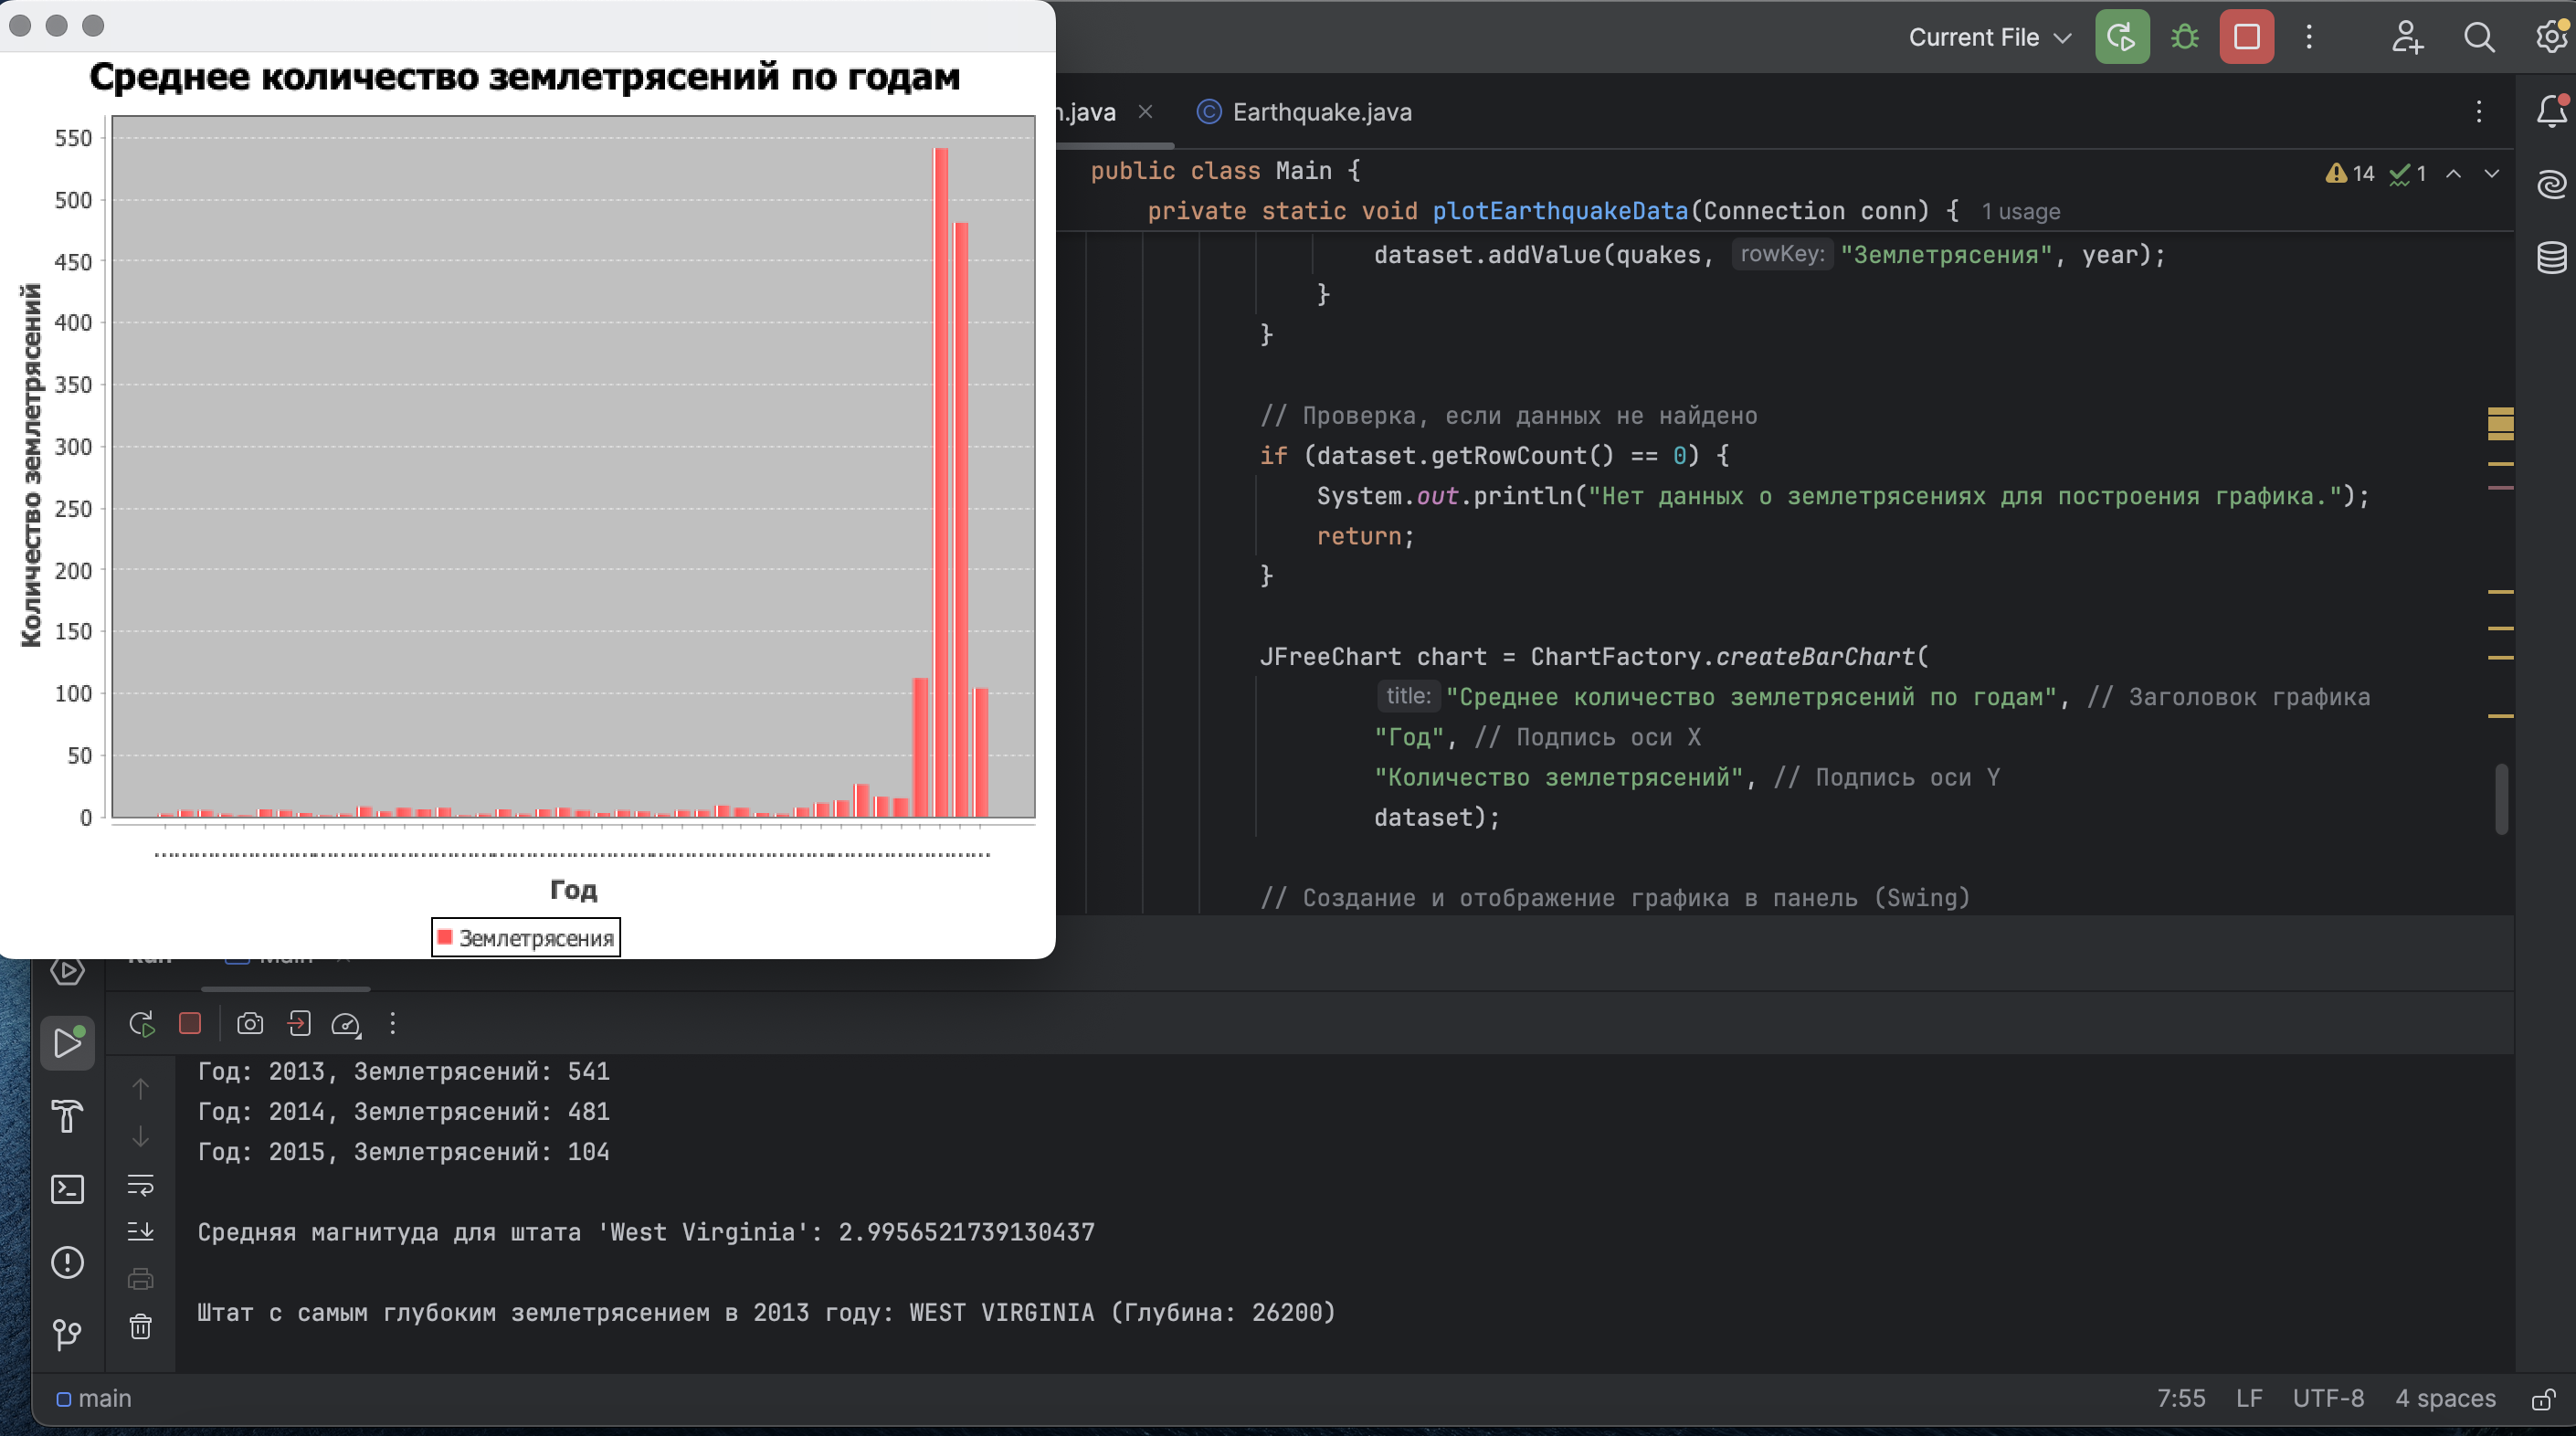 Среднее количество землетрясений по годам
Количество землетрясений
550
500
450
400
350
300
250
200
150
100
50
0
Год
Землетрясения
Current File
.java
Earthquake.java
public class Main {
14
1
private static void plotEarthquakeData(Connection conn) { 1 usage
dataset.addValue(quakes, rowKey: "Землетрясения", year);
}
}
// Проверка, если данных не найдено
if (dataset.getRowCount() == 0) {
System.out.println("Нет данных о землетрясениях для построения графика.");
return;
}
JFreeChart chart = ChartFactory.createBarChart(
title: "Среднее количество землетрясений по годам", // Заголовок графика
"Год", // Подпись оси X
"Количество землетрясений", // Подпись оси Y
dataset);
// Создание и отображение графика в панель (Swing)
Год: 2013, Землетрясений: 541
Год: 2014, Землетрясений: 481
Год: 2015, Землетрясений: 104
Средняя магнитуда для штата 'West Virginia': 2.9956521739130437
Штат с самым глубоким землетрясением в 2013 году: WEST VIRGINIA (Глубина: 26200)
main
7:55 LF UTF-8 4 spaces